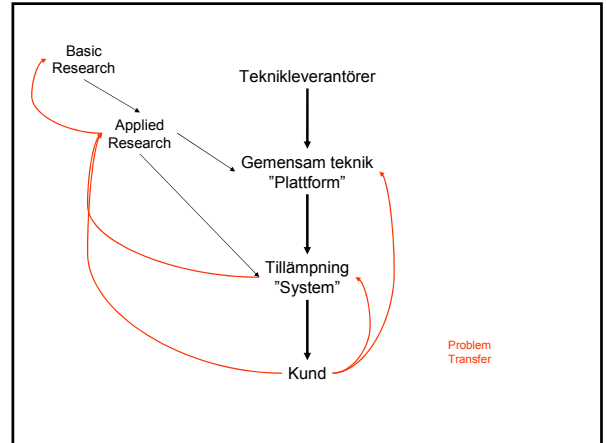 Basic
Research
Teknikleverantörer
Applied
Research
Gemensam teknik
”Plattform”
Tillämpning
”System”
Problem
Transfer
Kund